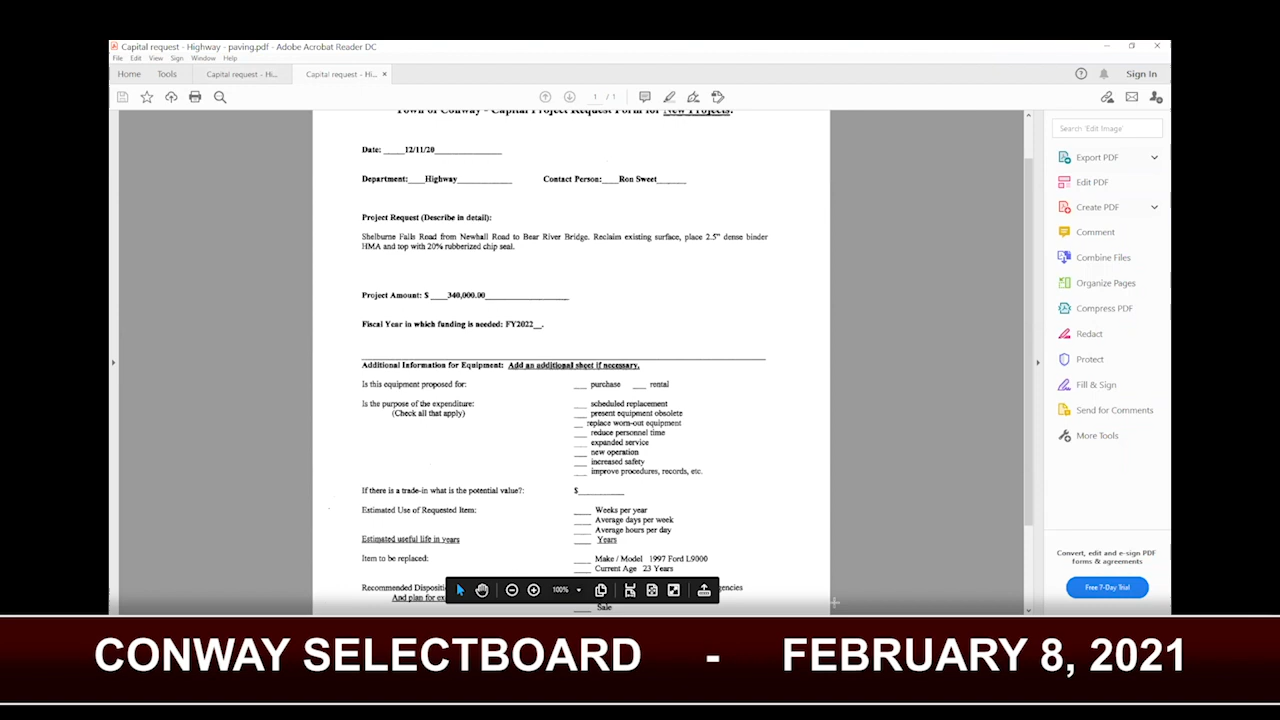 Capital request - Highway - paving.pdf - Adobe Acrobat Reader DC
File Edit View Sign Window Help
Home Tools Capital request - Hi... Capital request - Hi... × Sign In
1 / 1
Town of Conway - Capital Project Request Form for New Projects.
Search 'Edit Image'
Date: _____12/11/20______________
Export PDF
Department:____Highway___________ Contact Person:____Ron Sweet_______
Edit PDF
Create PDF
Project Request (Describe in detail):
Comment
Shelburne Falls Road from Newhall Road to Bear River Bridge. Reclaim existing surface, place 2.5" dense binder
HMA and top with 20% rubberized chip seal.
Combine Files
Organize Pages
Project Amount: $ ____340,000.00_________________
Compress PDF
Fiscal Year in which funding is needed: FY2022__.
Redact
Protect
Additional Information for Equipment: Add an additional sheet if necessary.
Is this equipment proposed for: ___ purchase ___ rental
Fill & Sign
Is the purpose of the expenditure: ___ scheduled replacement
(Check all that apply) ___ present equipment obsolete
Send for Comments
__ replace worn-out equipment
___ reduce personnel time
More Tools
___ expanded service
___ new operation
___ increased safety
___ improve procedures, records, etc.
If there is a trade-in what is the potential value?: $___________
Estimated Use of Requested Item: ____ Weeks per year
____ Average days per week
____ Average hours per day
Estimated useful life in years ____ Years
Item to be replaced: ____ Make / Model 1997 Ford L9000
____ Current Age 23 Years
Convert, edit and e-sign PDF
forms & agreements
Free 7-Day Trial
100%
____ Sale
CONWAY SELECTBOARD - FEBRUARY 8, 2021